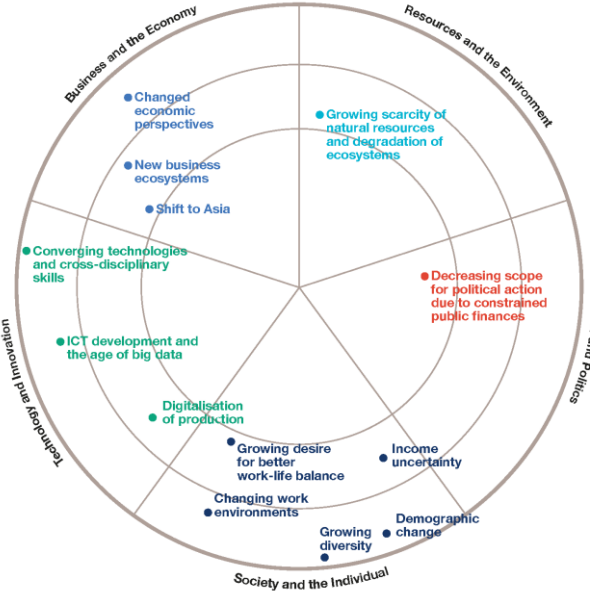 Business and the Economy
Resources and the Environment
Changed
economic
perspectives
New business
ecosystems
Shift to Asia
Growing scarcity of
natural resources
and degradation of
ecosystems
Converging technologies
and cross-disciplinary
skills
ICT development and
the age of big data
Digitalisation
of production
Decreasing scope
for political action
due to constrained
public finances
and Politics
Technology and Innovation
Growing desire
for better
work-life balance
Income
uncertainty
Changing work
environments
Growing
diversity
Demographic
change
Society and the Individual